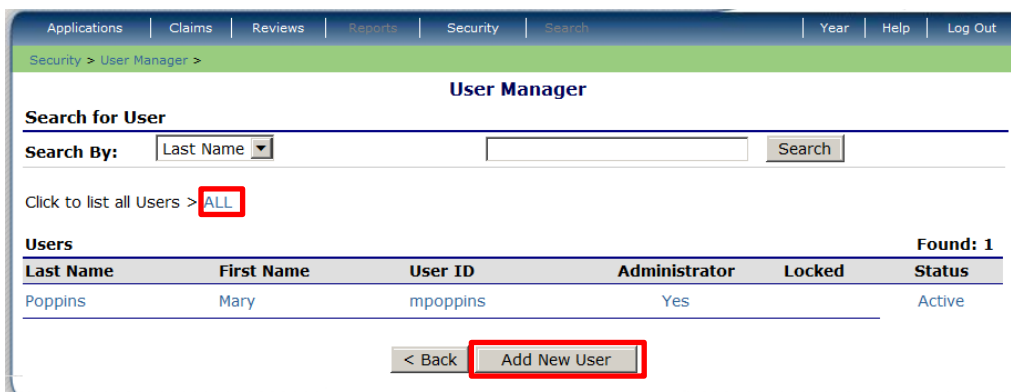 Applications Claims Reviews Reports Security Search Year Help Log Out
Security > User Manager >
User Manager
Search for User
Search By: Last Name Search
Click to list all Users > ALL
Users Found: 1
Last Name First Name User ID Administrator Locked Status
Poppins Mary mpoppins Yes Active
< Back Add New User